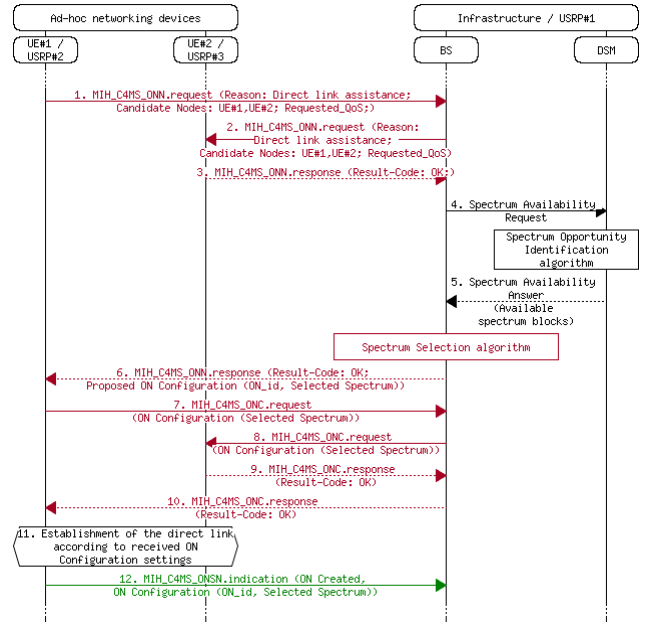 Ad-hoc networking devices
Infrastructure / USRP#1
UE#1 /
USRP#2
UE#2 /
USRP#3
BS
DSM
1. MIH_C4MS_ONN.request (Reason: Direct link assistance;
Candidate Nodes: UE#1,UE#2; Requested_QoS;)
2. MIH_C4MS_ONN.request (Reason:
Direct link assistance;
Candidate Nodes: UE#1,UE#2; Requested_QoS)
3. MIH_C4MS_ONN.response (Result-Code: OK;)
4. Spectrum Availability
Request
Spectrum Opportunity
Identification
algorithm
5. Spectrum Availability
Answer
(Available
spectrum blocks)
Spectrum Selection algorithm
6. MIH_C4MS_ONN.response (Result-Code: OK;
Proposed ON Configuration (ON_id, Selected Spectrum))
7. MIH_C4MS_ONC.request
(ON Configuration (Selected Spectrum))
8. MIH_C4MS_ONC.request
(ON Configuration (Selected Spectrum))
9. MIH_C4MS_ONC.response
(Result-Code: OK)
10. MIH_C4MS_ONC.response
(Result-Code: OK)
11. Establishment of the direct link
according to received ON
Configuration settings
12. MIH_C4MS_ONSN.indication (ON Created,
ON Configuration (ON_id, Selected Spectrum))